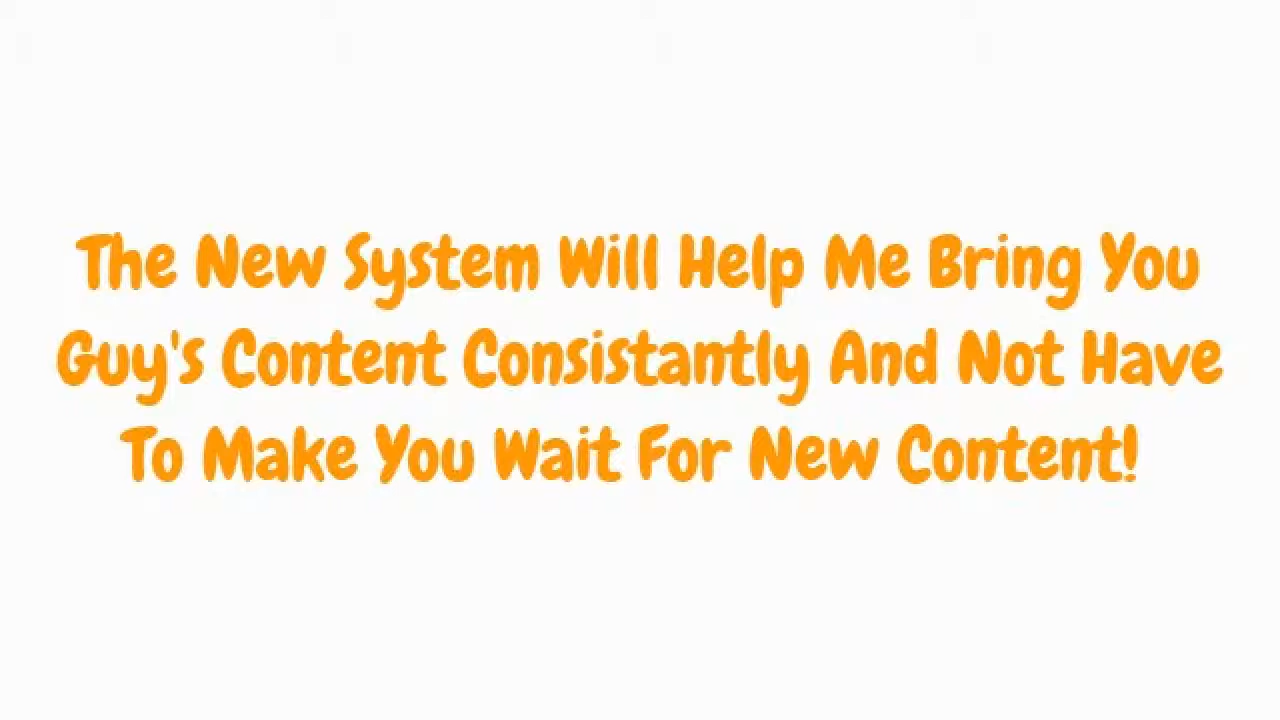 The New System Will Help Me Bring You
Guy's Content Consistantly And Not Have
To Make You Wait For New Content!